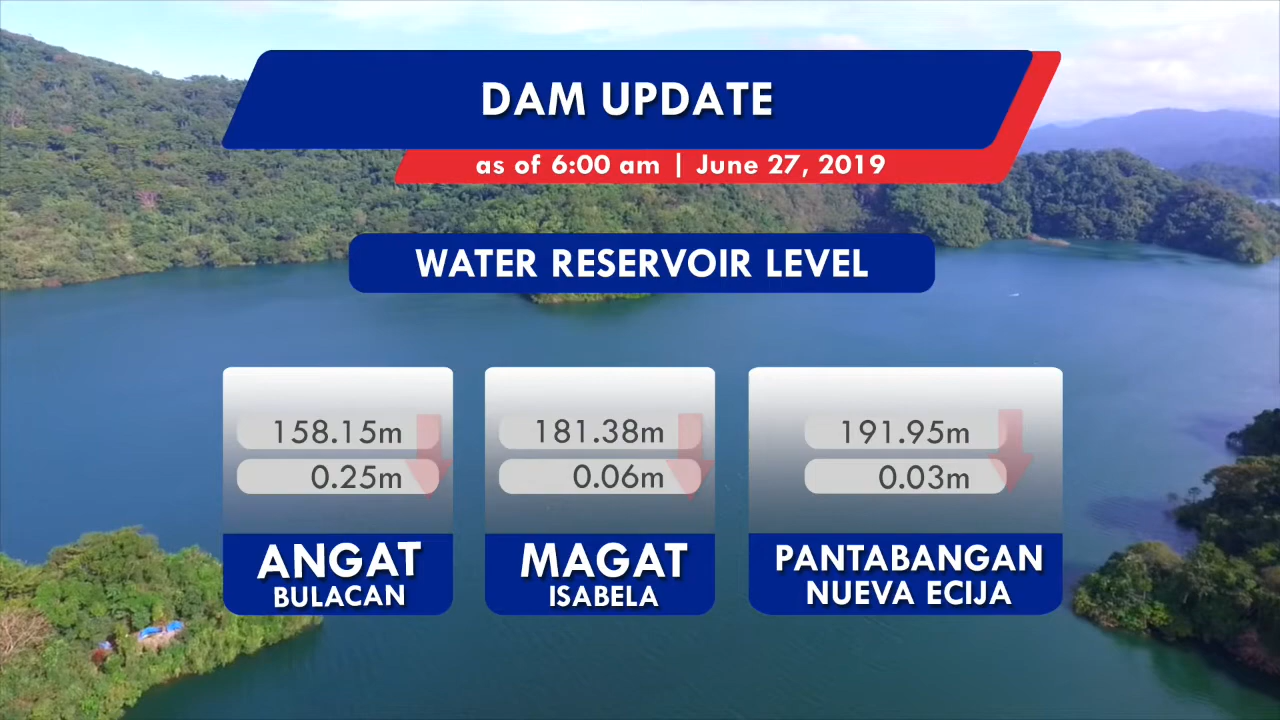 DAM UPDATE
as of 6:00 am | June 27, 2019
WATER RESERVOIR LEVEL
158.15m
0.25m
ANGAT
BULACAN
181.38m
0.06m
MAGAT
ISABELA
191.95m
0.03m
PANTABANGAN
NUEVA ECIJA